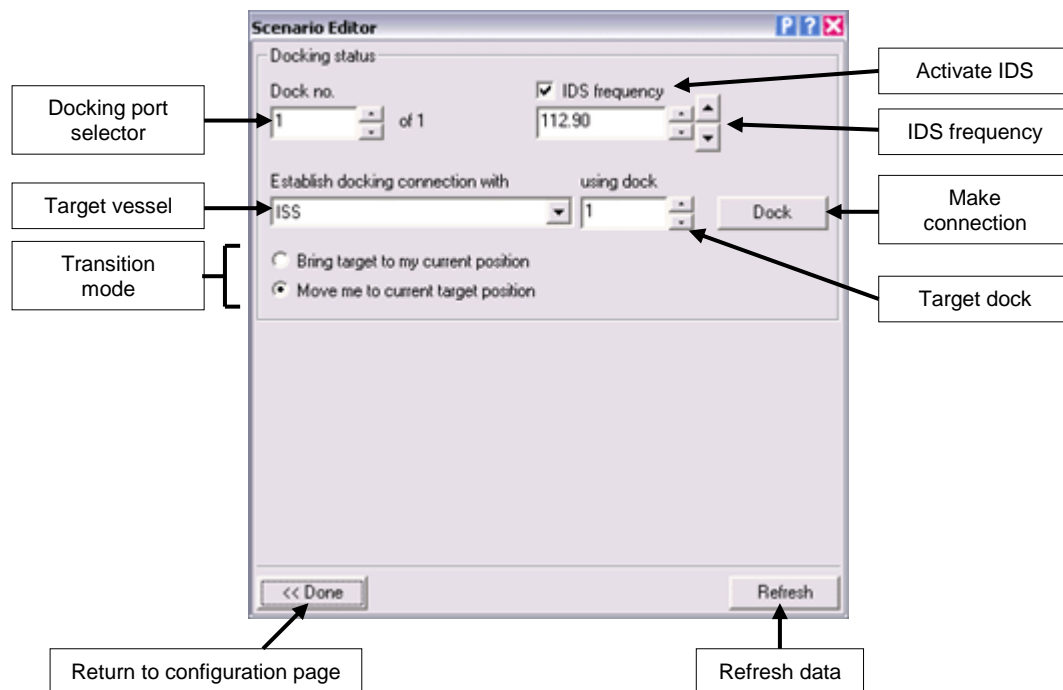 Scenario Editor
Docking status
Dock no.
1
of 1
IDS frequency
112.90
Establish docking connection with
using dock
ISS
1
Dock
Bring target to my current position
Move me to current target position
<< Done
Refresh
Docking port
selector
Target vessel
Transition
mode
Activate IDS
IDS frequency
Make
connection
Target dock
Return to configuration page
Refresh data